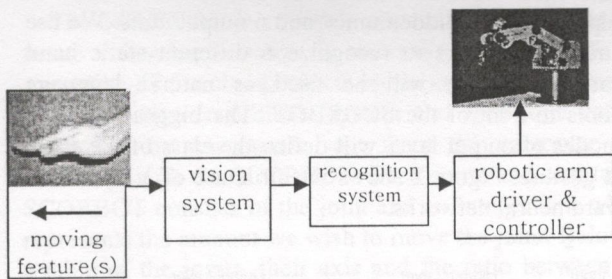 vision
system
recognition
system
robotic arm
driver &
controller
moving
feature(s)